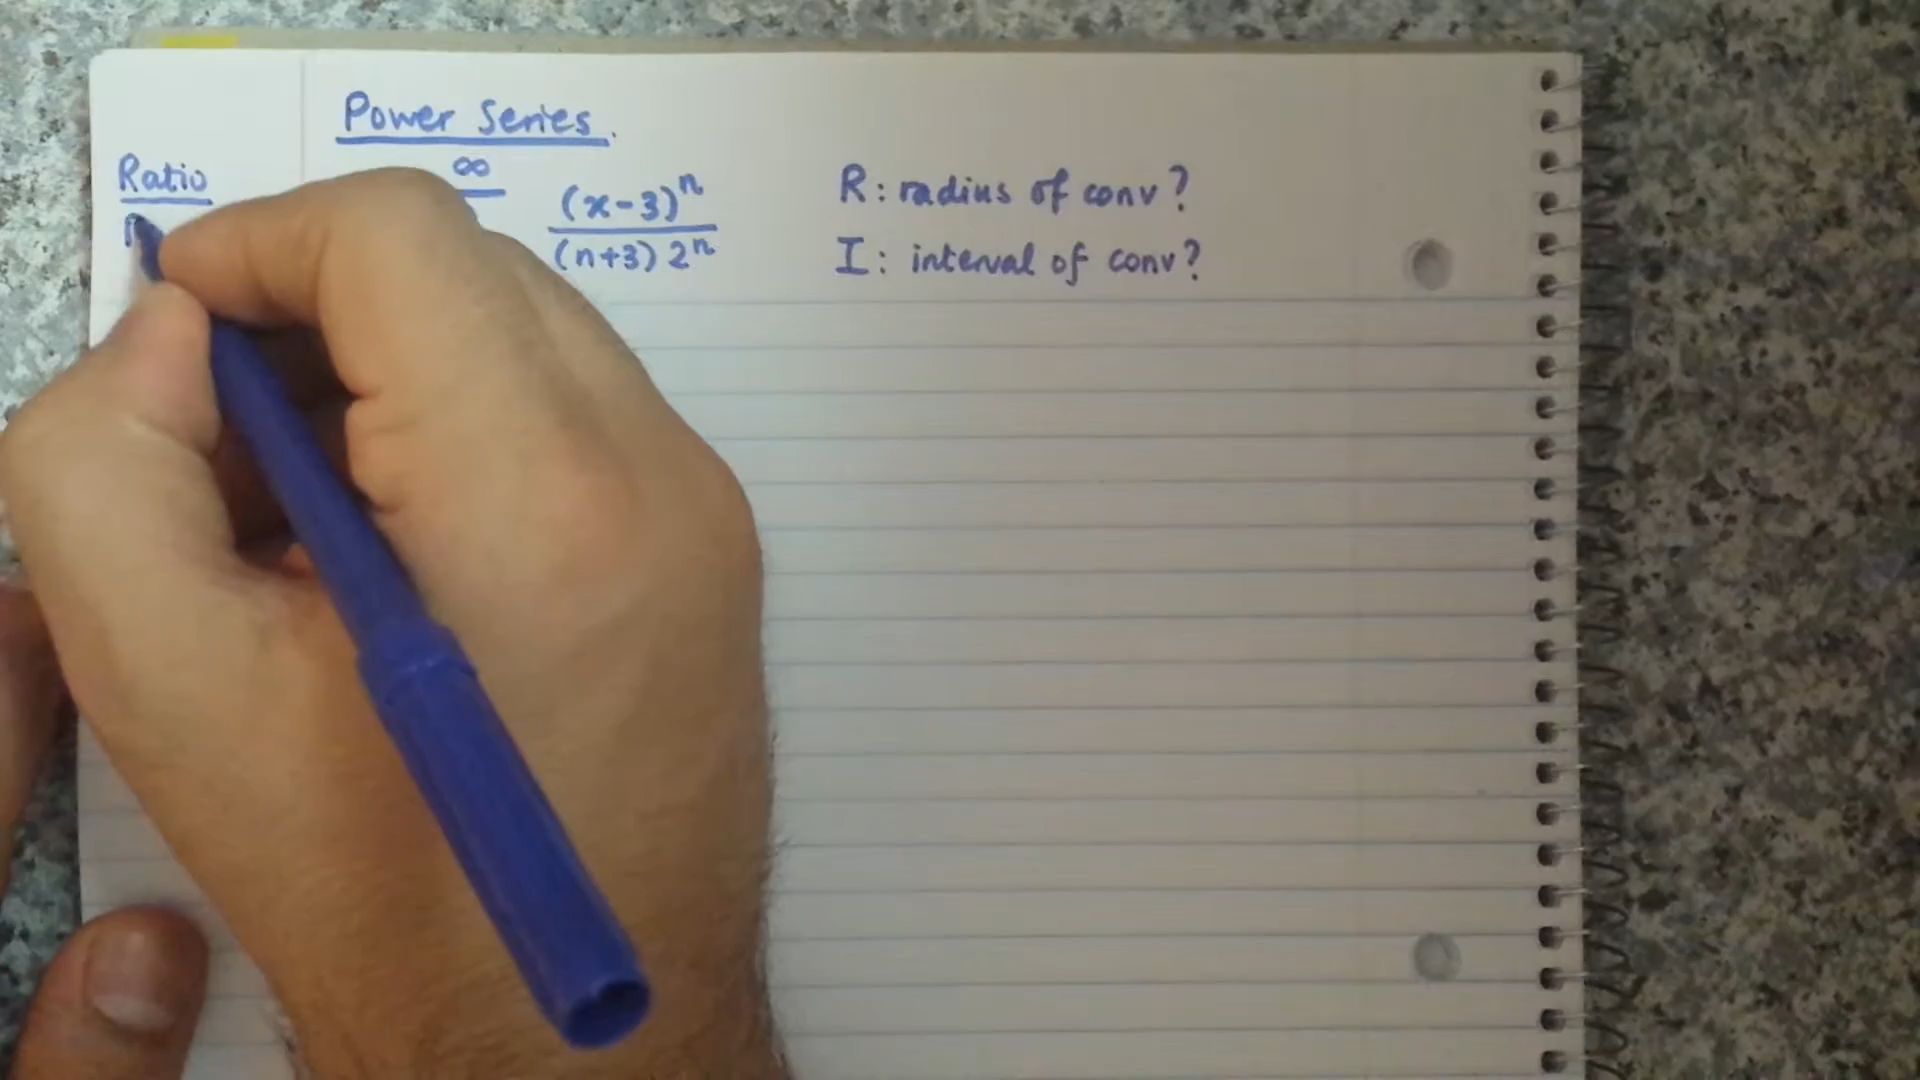 Power Series.
Ratio
∞
(x-3)^n
(n+3) 2^n
R: radius of conv?
I: interval of conv?